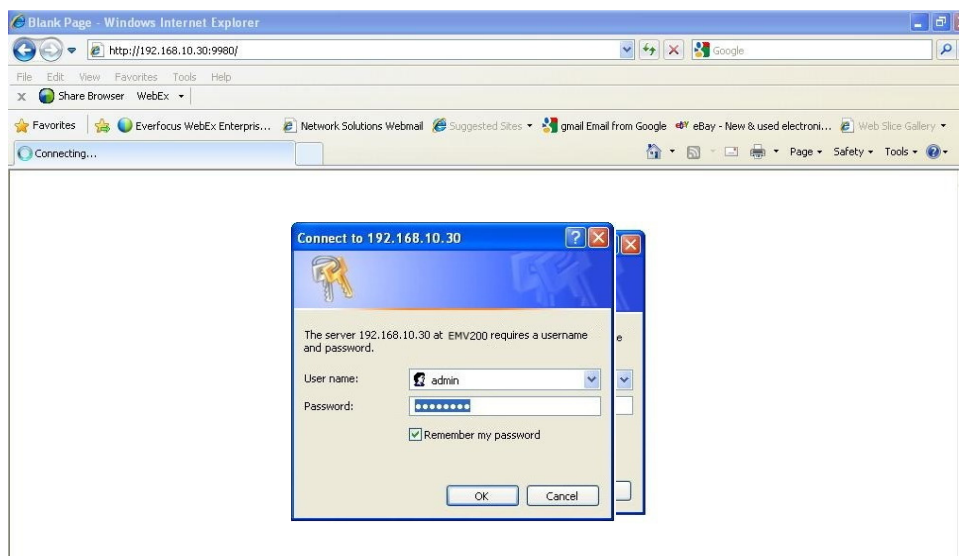 Blank Page - Windows Internet Explorer
http://192.168.10.30:9980/
Google
File Edit View Favorites Tools Help
x Share Browser WebEx
Favorites Everfocus WebEx Enterpris... Network Solutions Webmail Suggested Sites gmail Email from Google eBay - New & used electroni... Web Slice Gallery
Connecting... Page Safety Tools
Connect to 192.168.10.30
The server 192.168.10.30 at EMV200 requires a username
and password.
e
User name: admin
Password: ••••••••
Remember my password
OK Cancel